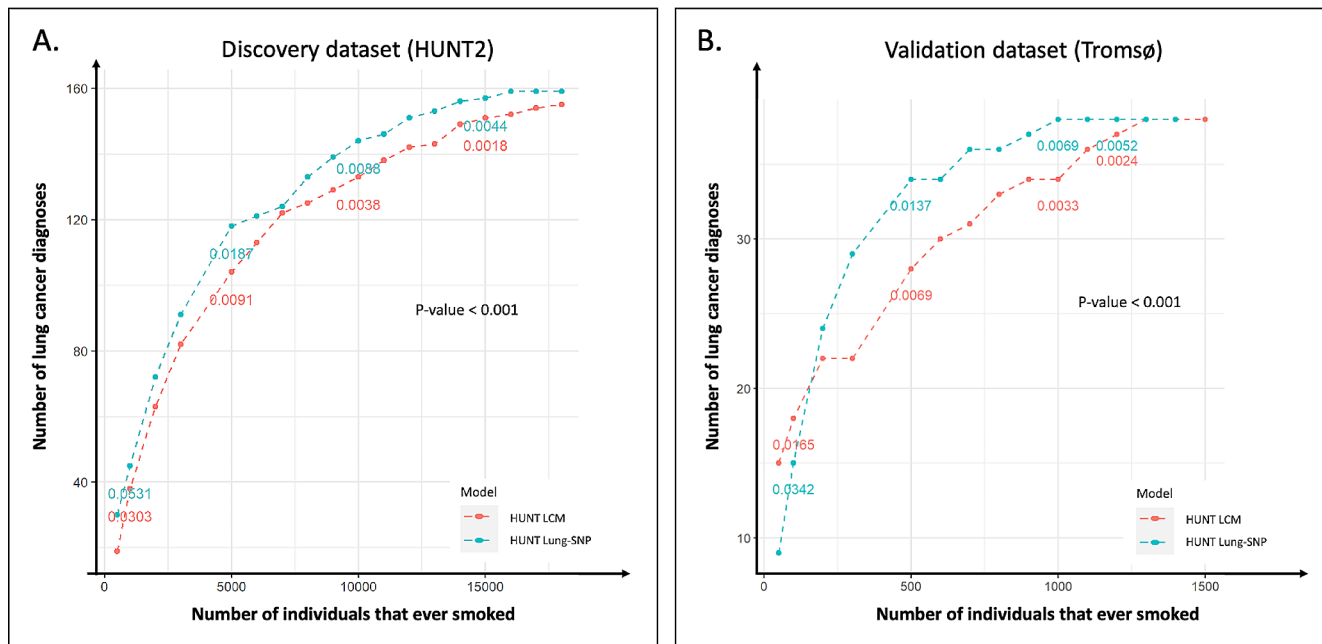 A.
Discovery dataset (HUNT2)
Number of lung cancer diagnoses
160
120
80
40
0.0531
0.0303
0.0187
0.0091
0.0088
0.0038
0.0044
0.0018
P-value < 0.001
Model
HUNT LCM
HUNT Lung-SNP
0
5000
10000
15000
Number of individuals that ever smoked
B.
Validation dataset (Tromsø)
Number of lung cancer diagnoses
30
20
10
0.0165
0.0342
0.0137
0.0069
0.0069
0.0033
0.0052
0.0024
P-value < 0.001
Model
HUNT LCM
HUNT Lung-SNP
0
500
1000
1500
Number of individuals that ever smoked